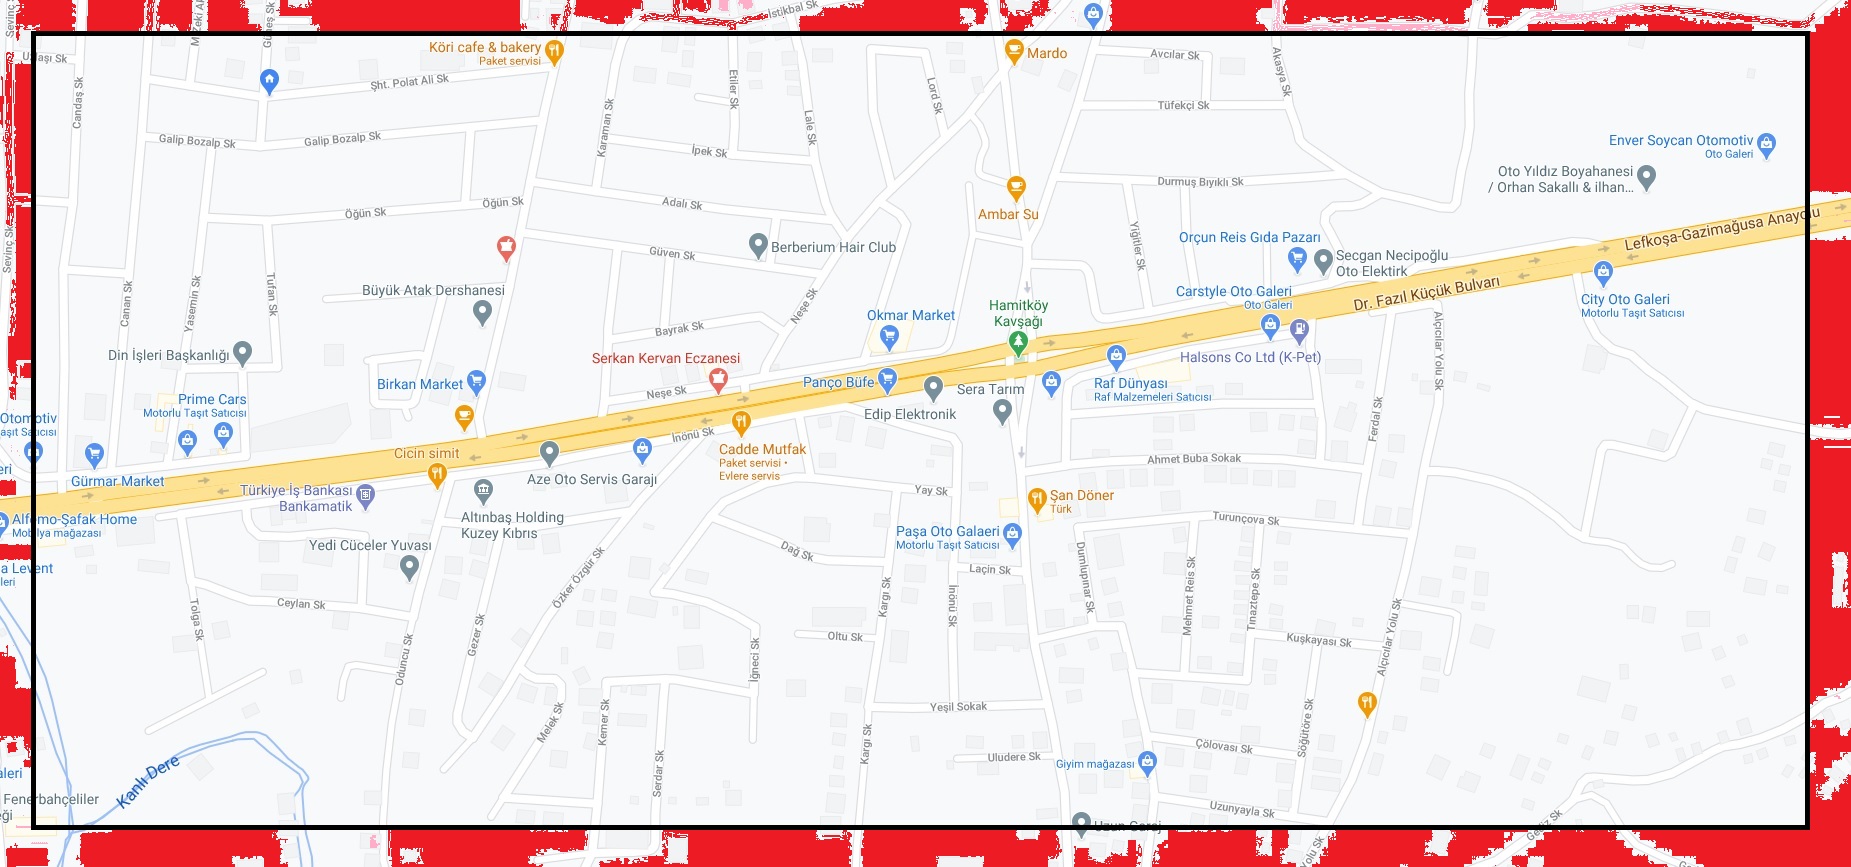 İstikbal Sk
Güneş Sk
Sevinç Sk
Köri cafe & bakery
Paket servisi
Mardo
Avcılar Sk
Akasya Sk
Candaş Sk
Sht. Polat Ali Sk
Etiler Sk
Lord Sk
Lale Sk
Tüfekçi Sk
Karaman Sk
Galip Bozalp Sk
Galip Bozalp Sk
İpek Sk
Enver Soycan Otomotiv
Oto Galeri
Oto Yıldız Boyahanesi
/ Orhan Sakallı & ilhan...
Durmuş Bıyıklı Sk
Öğün Sk
Öğün Sk
Adalı Sk
Ambar Su
Yiğitler Sk
Lefkoşa-Gazimağusa Anayolu
Sevinç Sk
Orçun Reis Gıda Pazarı
Berberium Hair Club
Güven Sk
Secgan Necipoğlu
Oto Elektirk
Canan Sk
Yasemin Sk
Tufan Sk
Büyük Atak Dershanesi
Neşe Sk
Carstyle Oto Galeri
Oto Galeri
Dr. Fazıl Küçük Bulvarı
City Oto Galeri
Motorlu Taşıt Satıcısı
Hamitköy
Kavşağı
Okmar Market
Bayrak Sk
Alçıcılar Yolu Sk
Din İşleri Başkanlığı
Serkan Kervan Eczanesi
Halsons Co Ltd (K-Pet)
Birkan Market
Panço Büfe
Neşe Sk
Sera Tarım
Raf Dünyası
Raf Malzemeleri Satıcısı
Prime Cars
Motorlu Taşıt Satıcısı
Edip Elektronik
Ferdal Sk
Otomotiv
aşıt Satıcısı
İnönü Sk
Cicin simit
Cadde Mutfak
Paket servisi •
Evlere servis
Ahmet Buba Sokak
eri
Gürmar Market
Türkiye İş Bankası
Bankamatik
Aze Oto Servis Garajı
Yay Sk
Şan Döner
Türk
Alfemo-Şafak Home
Mobilya mağazası
Altınbaş Holding
Kuzey Kıbrıs
Paşa Oto Galaeri
Motorlu Taşıt Satıcısı
Turunçova Sk
Yedi Cüceler Yuvası
Dağ Sk
a Levent
leri
Laçin Sk
Özker Özgür Sk
Dumlupınar Sk
Mehmet Reis Sk
Tınaztepe Sk
Kargı Sk
İnönü Sk
Ceylan Sk
Tolga Sk
Gezer Sk
Oltu Sk
Kuşkayası Sk
Alçıcılar Yolu Sk
Oduncu Sk
İğneci Sk
Yeşil Sokak
Melek Sk
Kemer Sk
Kargı Sk
Söğütöre Sk
Çölovası Sk
Uludere Sk
Giyim mağazası
Serdar Sk
Kanlı Dere
aleri
Fenerbahçeliler
eği
Uzunyayla Sk
Uzun Garaj
Yolu Sk